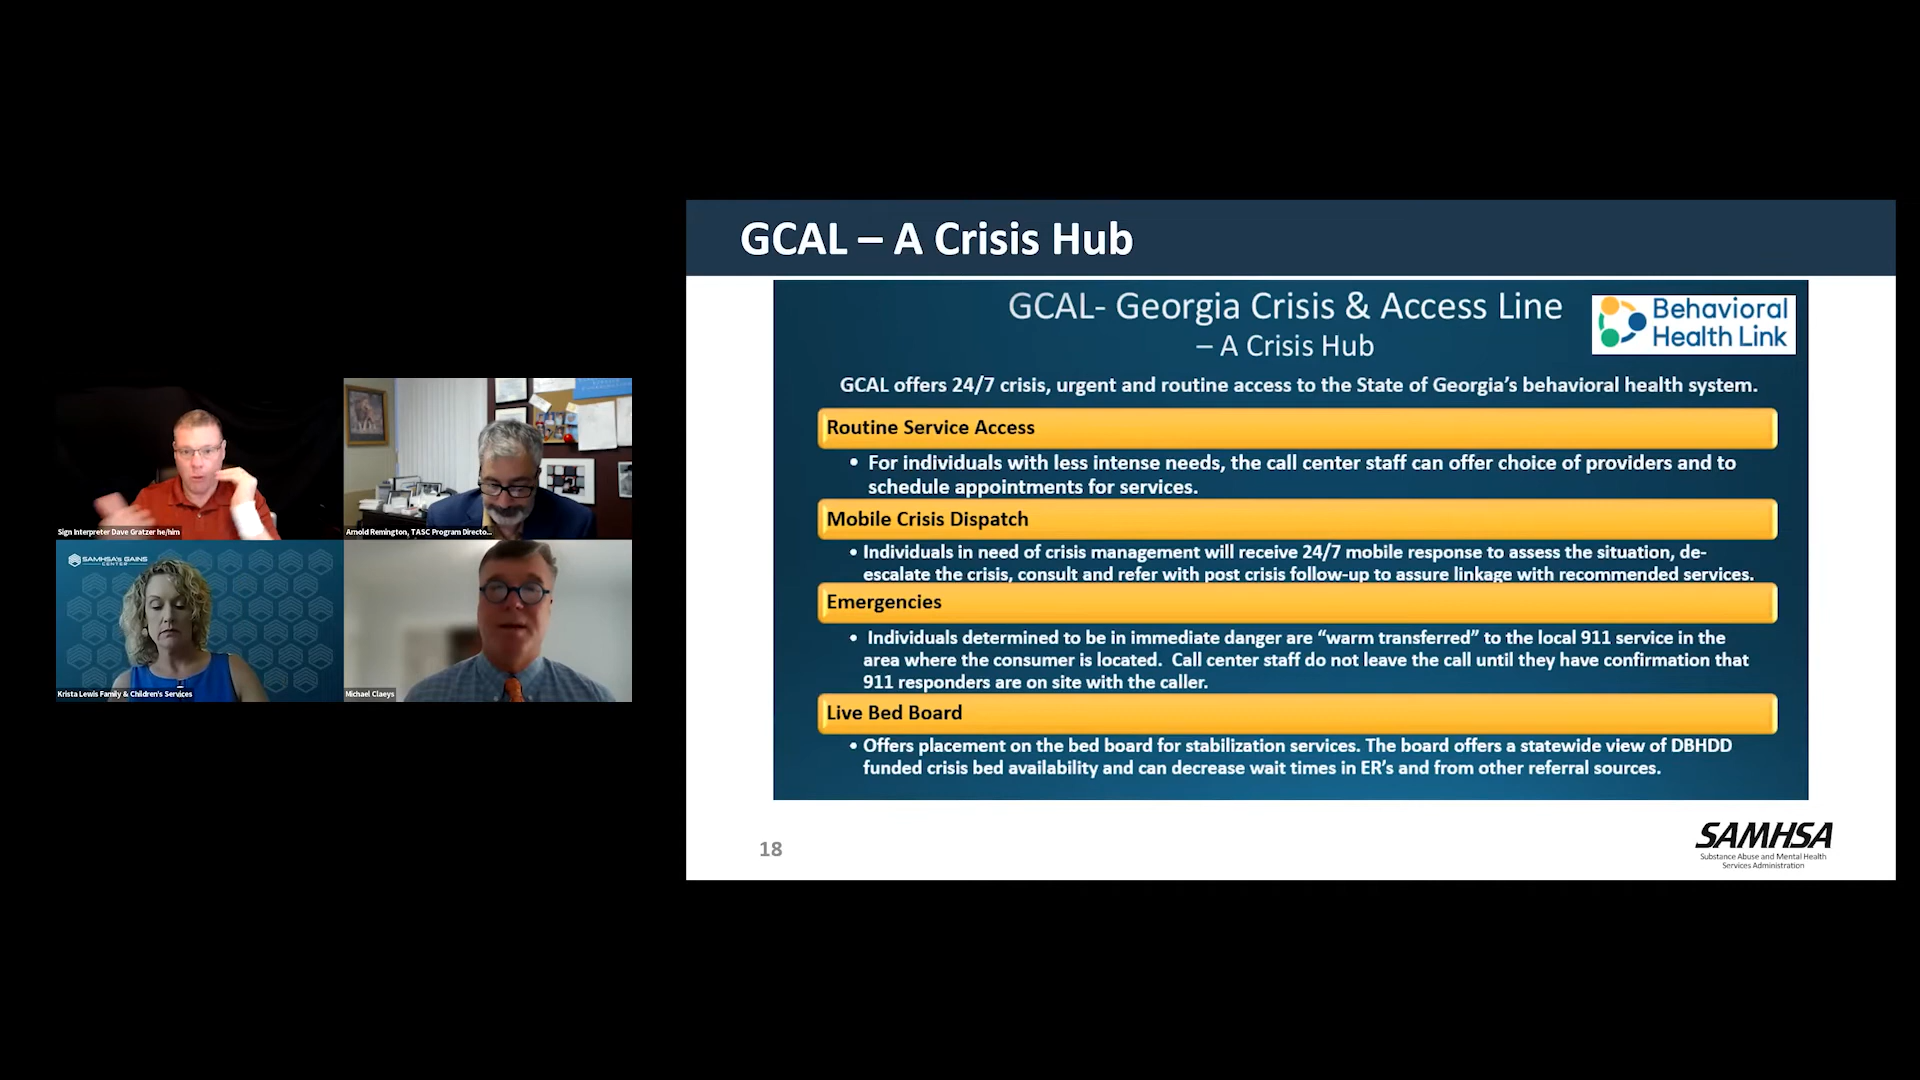 GCAL – A Crisis Hub
GCAL- Georgia Crisis & Access Line
– A Crisis Hub
Behavioral
Health Link
GCAL offers 24/7 crisis, urgent and routine access to the State of Georgia’s behavioral health system.
Routine Service Access
• For individuals with less intense needs, the call center staff can offer choice of providers and to
schedule appointments for services.
Mobile Crisis Dispatch
• Individuals in need of crisis management will receive 24/7 mobile response to assess the situation, de-
escalate the crisis, consult and refer with post crisis follow-up to assure linkage with recommended services.
Emergencies
• Individuals determined to be in immediate danger are “warm transferred” to the local 911 service in the
area where the consumer is located. Call center staff do not leave the call until they have confirmation that
911 responders are on site with the caller.
Live Bed Board
• Offers placement on the bed board for stabilization services. The board offers a statewide view of DBHDD
funded crisis bed availability and can decrease wait times in ER’s and from other referral sources.
18
SAMHSA
Substance Abuse and Mental Health
Services Administration
Sign Interpreter Dave Gratzer he/him
Arnold Remington, TASC Program Directo...
SAMHSA's GAINS
CENTER
Krista Lewis Family & Children's Services
Michael Claeys